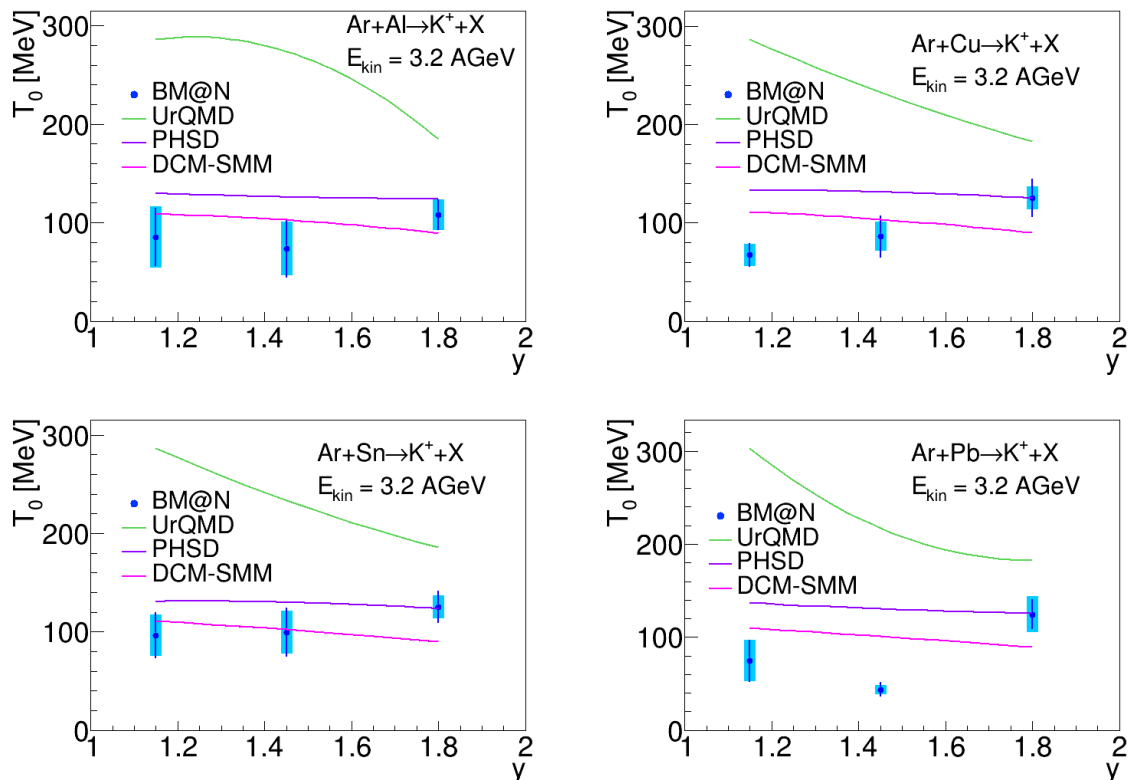 T₀ [MeV]
300
200
100
0
Ar+Al→K⁺+X
E_kin = 3.2 AGeV
BM@N
UrQMD
PHSD
DCM-SMM
1 1.2 1.4 1.6 1.8 2
y
T₀ [MeV]
300
200
100
0
Ar+Cu→K⁺+X
E_kin = 3.2 AGeV
BM@N
UrQMD
PHSD
DCM-SMM
1 1.2 1.4 1.6 1.8 2
y
T₀ [MeV]
300
200
100
0
Ar+Sn→K⁺+X
E_kin = 3.2 AGeV
BM@N
UrQMD
PHSD
DCM-SMM
1 1.2 1.4 1.6 1.8 2
y
T₀ [MeV]
300
200
100
0
Ar+Pb→K⁺+X
E_kin = 3.2 AGeV
BM@N
UrQMD
PHSD
DCM-SMM
1 1.2 1.4 1.6 1.8 2
y